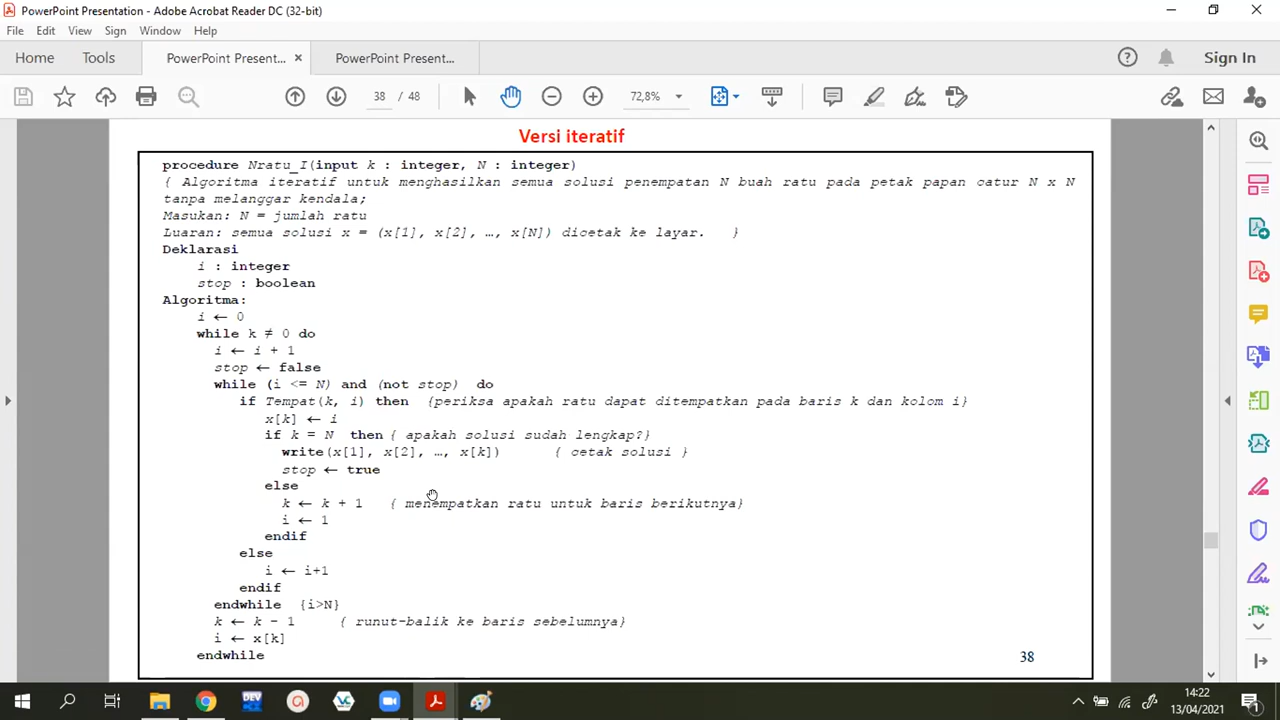 PowerPoint Presentation - Adobe Acrobat Reader DC (32-bit)
File Edit View Sign Window Help
Home Tools PowerPoint Present... × PowerPoint Present... Sign In
38 / 48 72,8%
Versi iteratif
procedure Nratu_I(input k : integer, N : integer)
{ Algoritma iteratif untuk menghasilkan semua solusi penempatan N buah ratu pada petak papan catur N x N
tanpa melanggar kendala;
Masukan: N = jumlah ratu
Luaran: semua solusi x = (x[1], x[2], …, x[N]) dicetak ke layar. }
Deklarasi
i : integer
stop : boolean
Algoritma:
i ← 0
while k ≠ 0 do
i ← i + 1
stop ← false
while (i <= N) and (not stop) do
if Tempat(k, i) then {periksa apakah ratu dapat ditempatkan pada baris k dan kolom i}
x[k] ← i
if k = N then { apakah solusi sudah lengkap?}
write(x[1], x[2], …, x[k]) { cetak solusi }
stop ← true
else
k ← k + 1 { menempatkan ratu untuk baris berikutnya}
i ← 1
endif
else
i ← i+1
endif
endwhile {i>N}
k ← k - 1 { runut-balik ke baris sebelumnya}
i ← x[k]
endwhile
38
DEV
14:22
13/04/2021
1